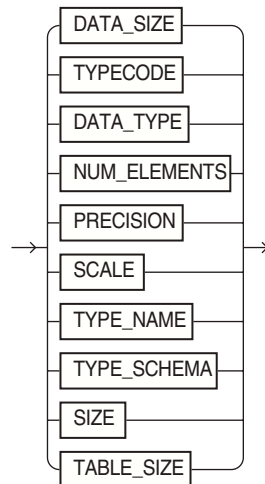 DATA_SIZE
TYPECODE
DATA_TYPE
NUM_ELEMENTS
PRECISION
SCALE
TYPE_NAME
TYPE_SCHEMA
SIZE
TABLE_SIZE